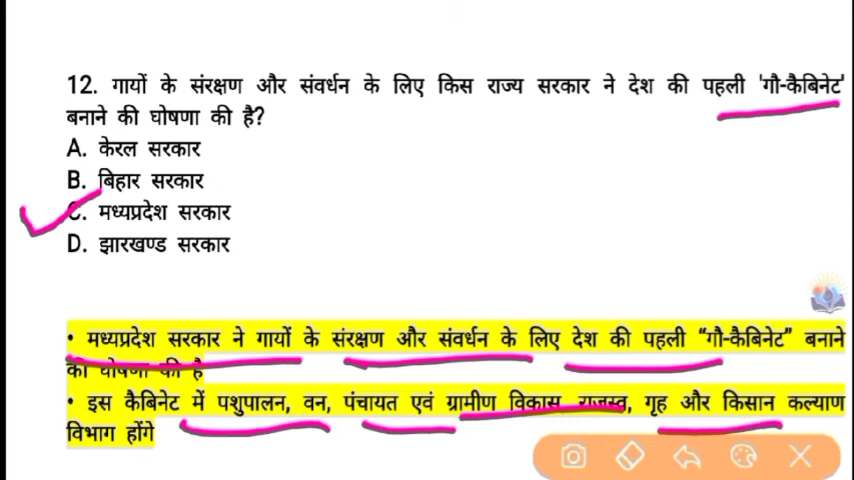 12. गायों के संरक्षण और संवर्धन के लिए किस राज्य सरकार ने देश की पहली 'गौ-कैबिनेट'
बनाने की घोषणा की है?
A. केरल सरकार
B. बिहार सरकार
C. मध्यप्रदेश सरकार
D. झारखण्ड सरकार
• मध्यप्रदेश सरकार ने गायों के संरक्षण और संवर्धन के लिए देश की पहली “गौ-कैबिनेट” बनाने
की घोषणा की है
• इस कैबिनेट में पशुपालन, वन, पंचायत एवं ग्रामीण विकास, राजस्व, गृह और किसान कल्याण
विभाग होंगे